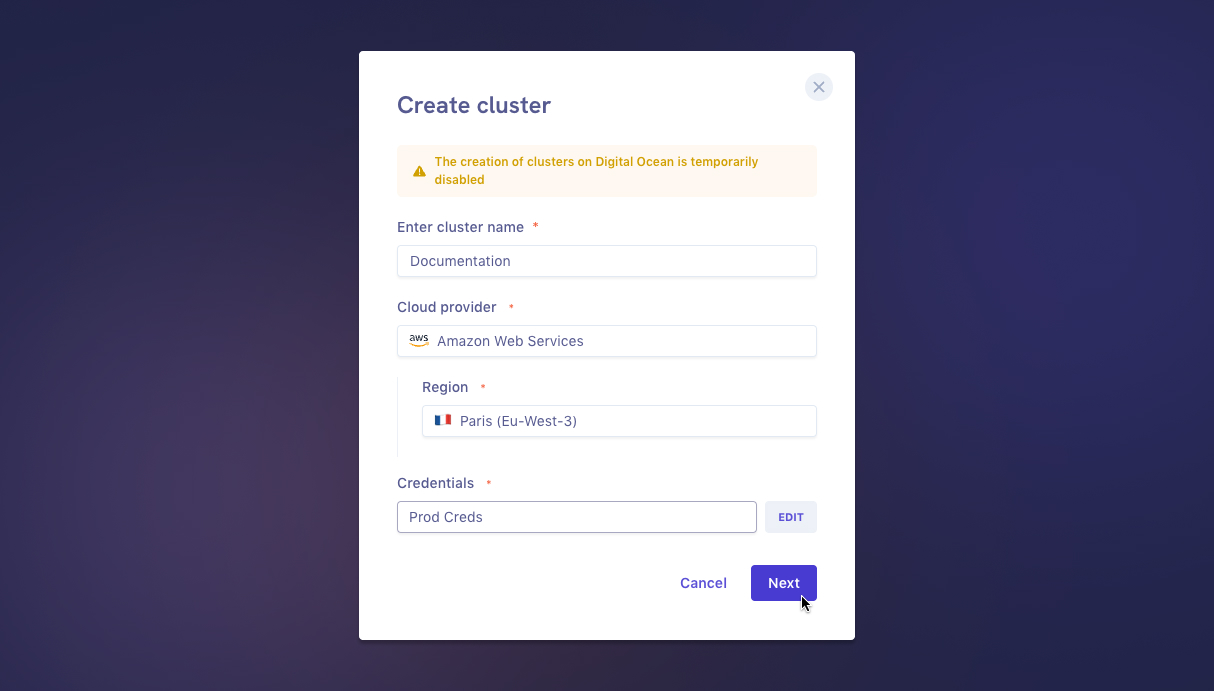 Create cluster
The creation of clusters on Digital Ocean is temporarily
disabled
Enter cluster name *
Documentation
Cloud provider *
aws Amazon Web Services
Region *
Paris (Eu-West-3)
Credentials *
Prod Creds EDIT
Cancel Next